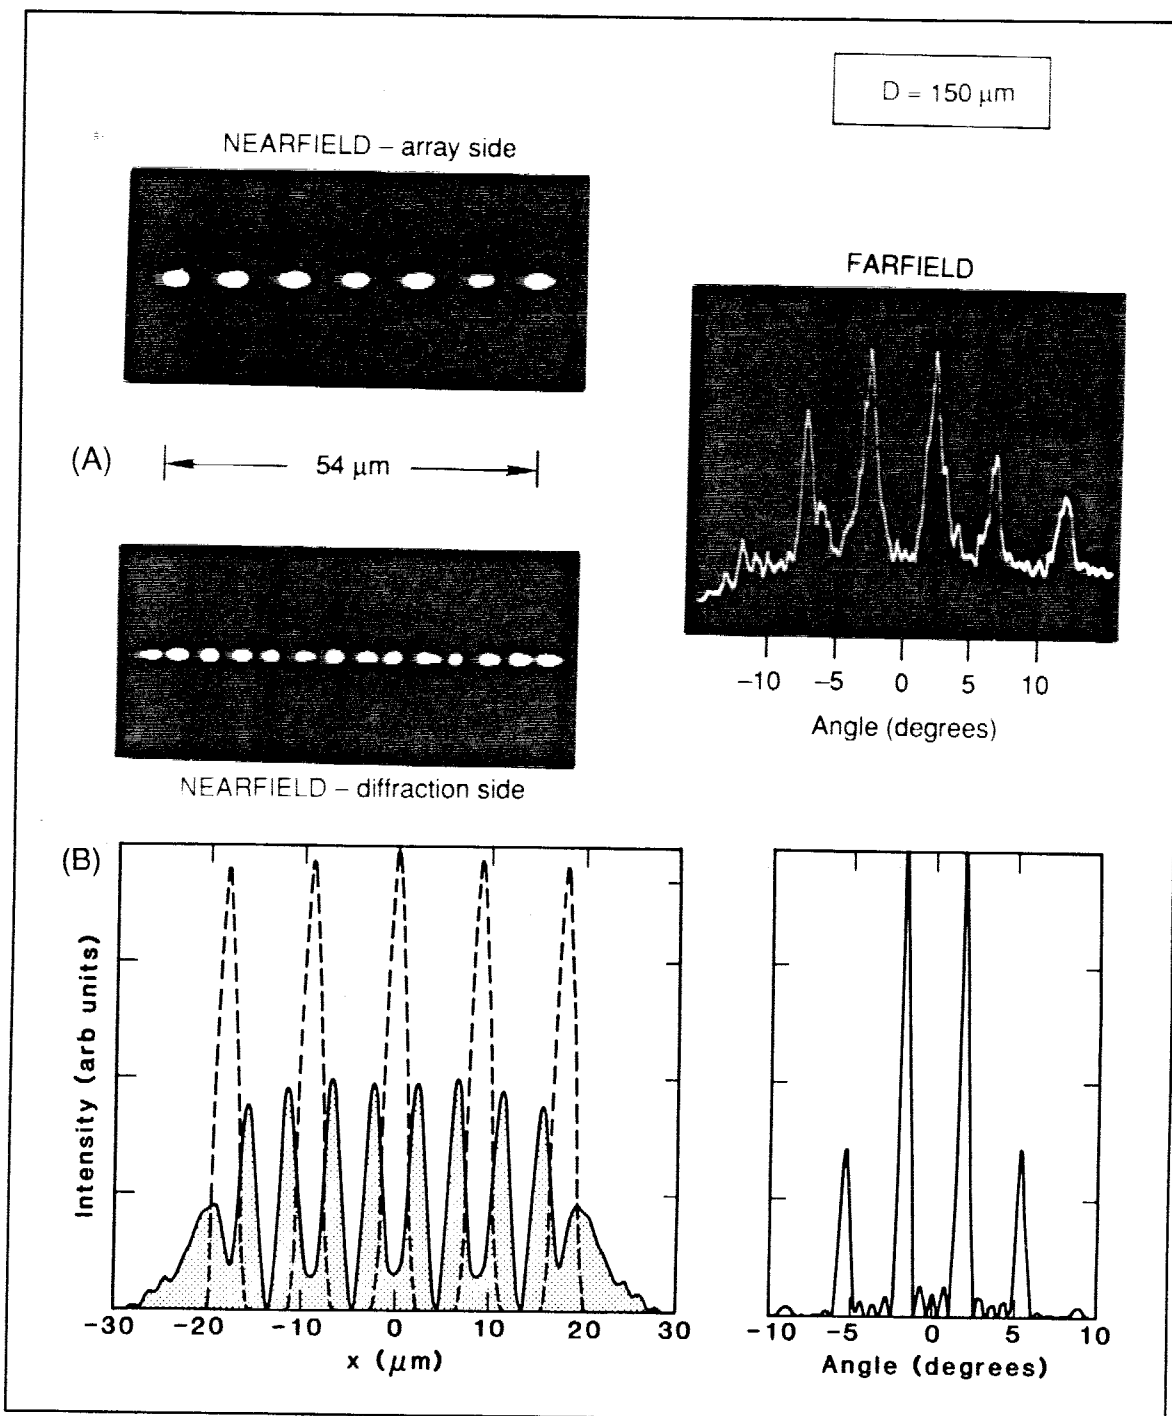 D = 150 μm
NEARFIELD – array side
FARFIELD
(A)
54 μm
−10 −5 0 5 10
Angle (degrees)
NEARFIELD – diffraction side
(B)
Intensity (arb units)
−30 −20 −10 0 10 20 30
x (μm)
−10 −5 0 5 10
Angle (degrees)